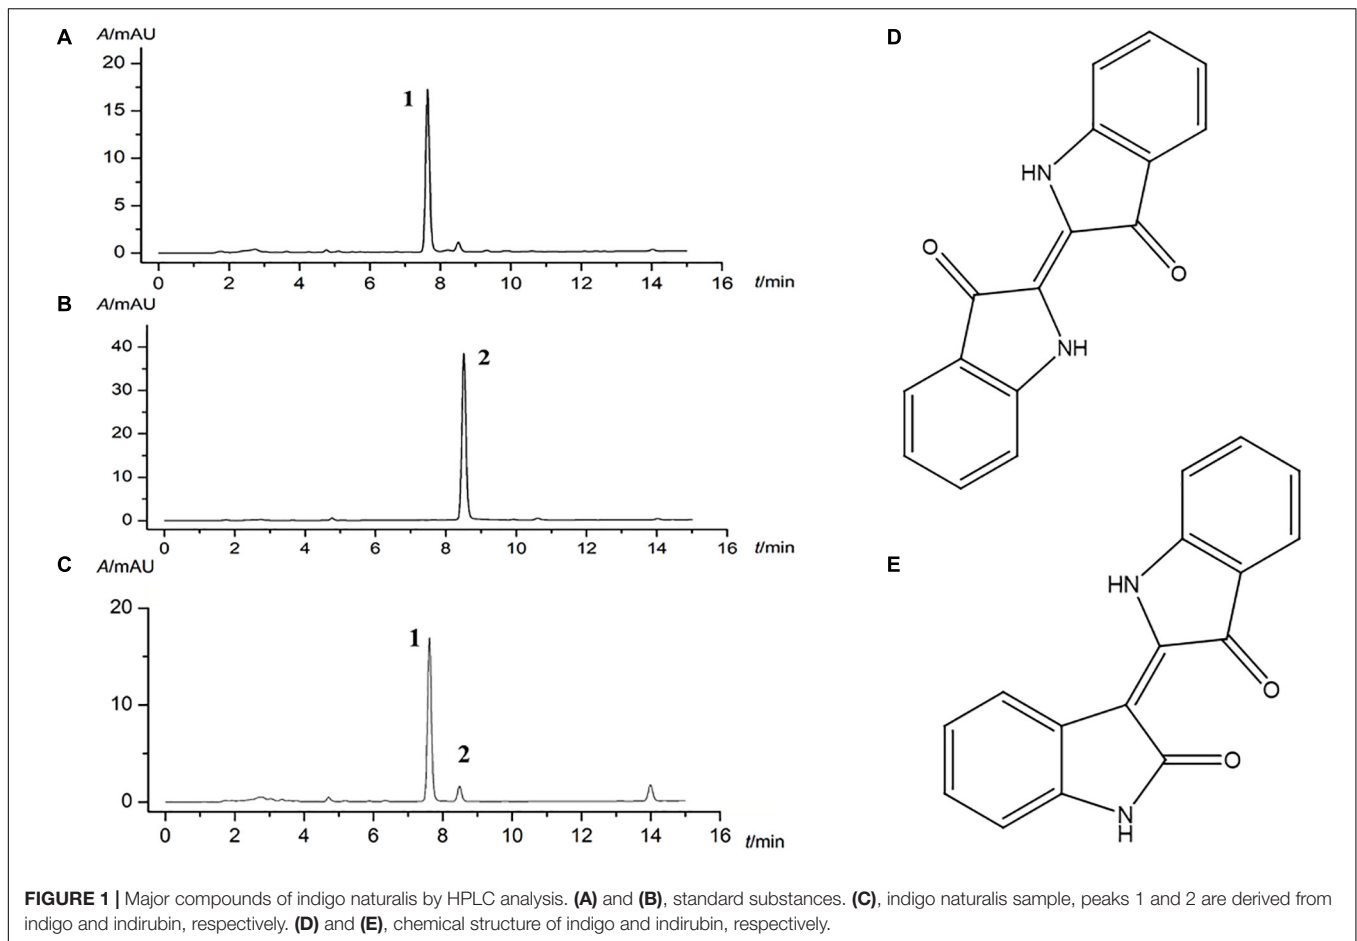 A
A/mAU
20
15
10
5
0
1
0 2 4 6 8 10 12 14 16 t/min
B
A/mAU
40
30
20
10
0
2
0 2 4 6 8 10 12 14 16 t/min
C
A/mAU
20
10
0
1
2
0 2 4 6 8 10 12 14 16 t/min
D
HN
O
O
NH
E
HN
O
O
N
H
FIGURE 1 | Major compounds of indigo naturalis by HPLC analysis. (A) and (B), standard substances. (C), indigo naturalis sample, peaks 1 and 2 are derived from
indigo and indirubin, respectively. (D) and (E), chemical structure of indigo and indirubin, respectively.